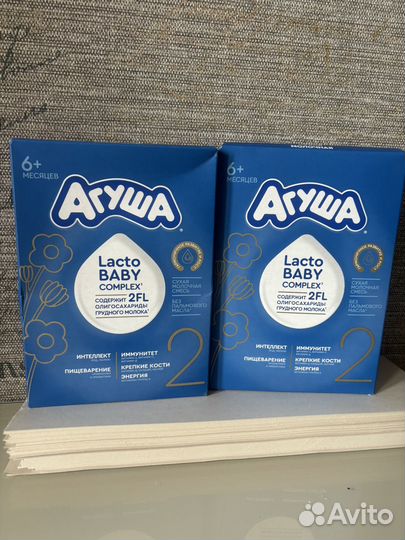 6+
МЕСЯЦЕВ
АГУША
Lacto
BABY
COMPLEX
СОДЕРЖИТ 2FL
ОЛИГОСАХАРИДЫ
ГРУДНОГО МОЛОКА
СУХАЯ
МОЛОЧНАЯ
СМЕСЬ
БЕЗ
ПАЛЬМОВОГО
МАСЛА
ИНТЕЛЛЕКТ
ИММУНИТЕТ
ПИЩЕВАРЕНИЕ
КРЕПКИЕ КОСТИ
ЭНЕРГИЯ
2
6+
МЕСЯЦЕВ
АГУША
Lacto
BABY
COMPLEX
СОДЕРЖИТ 2FL
ОЛИГОСАХАРИДЫ
ГРУДНОГО МОЛОКА
СУХАЯ
МОЛОЧНАЯ
СМЕСЬ
БЕЗ
ПАЛЬМОВОГО
МАСЛА
ИНТЕЛЛЕКТ
ИММУНИТЕТ
ПИЩЕВАРЕНИЕ
КРЕПКИЕ КОСТИ
ЭНЕРГИЯ
2
Avito